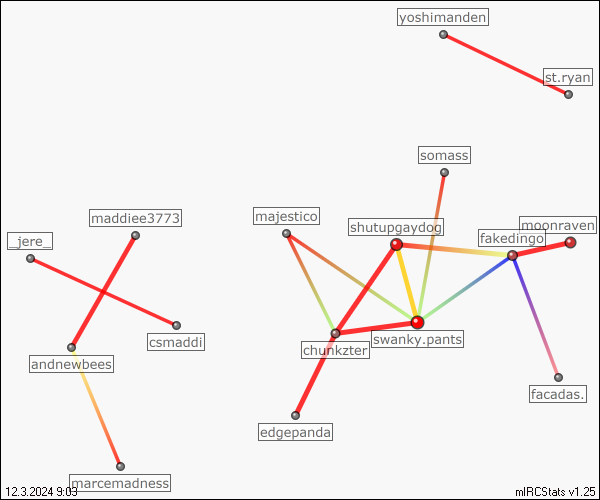 yoshimanden
st.ryan
somass
maddiee3773
majestico
shutupgaydog
moonraven
_jere_
fakedingo
csmaddi
swanky.pants
chunkzter
andnewbees
facadas.
edgepanda
marcemadness
12.3.2024 9:03
mIRCStats v1.25